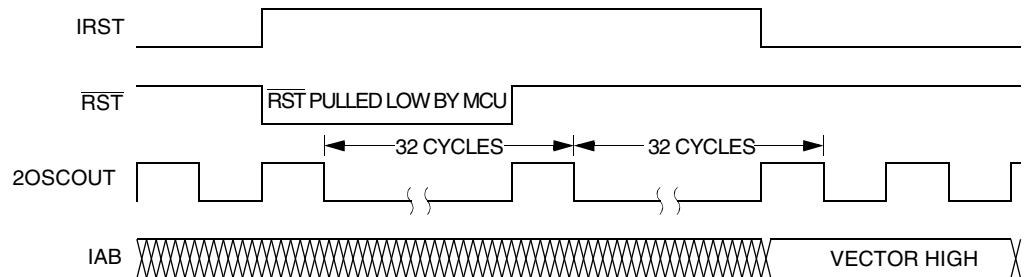 IRST
RST
RST PULLED LOW BY MCU
32 CYCLES
32 CYCLES
2OSCOUT
IAB
VECTOR HIGH